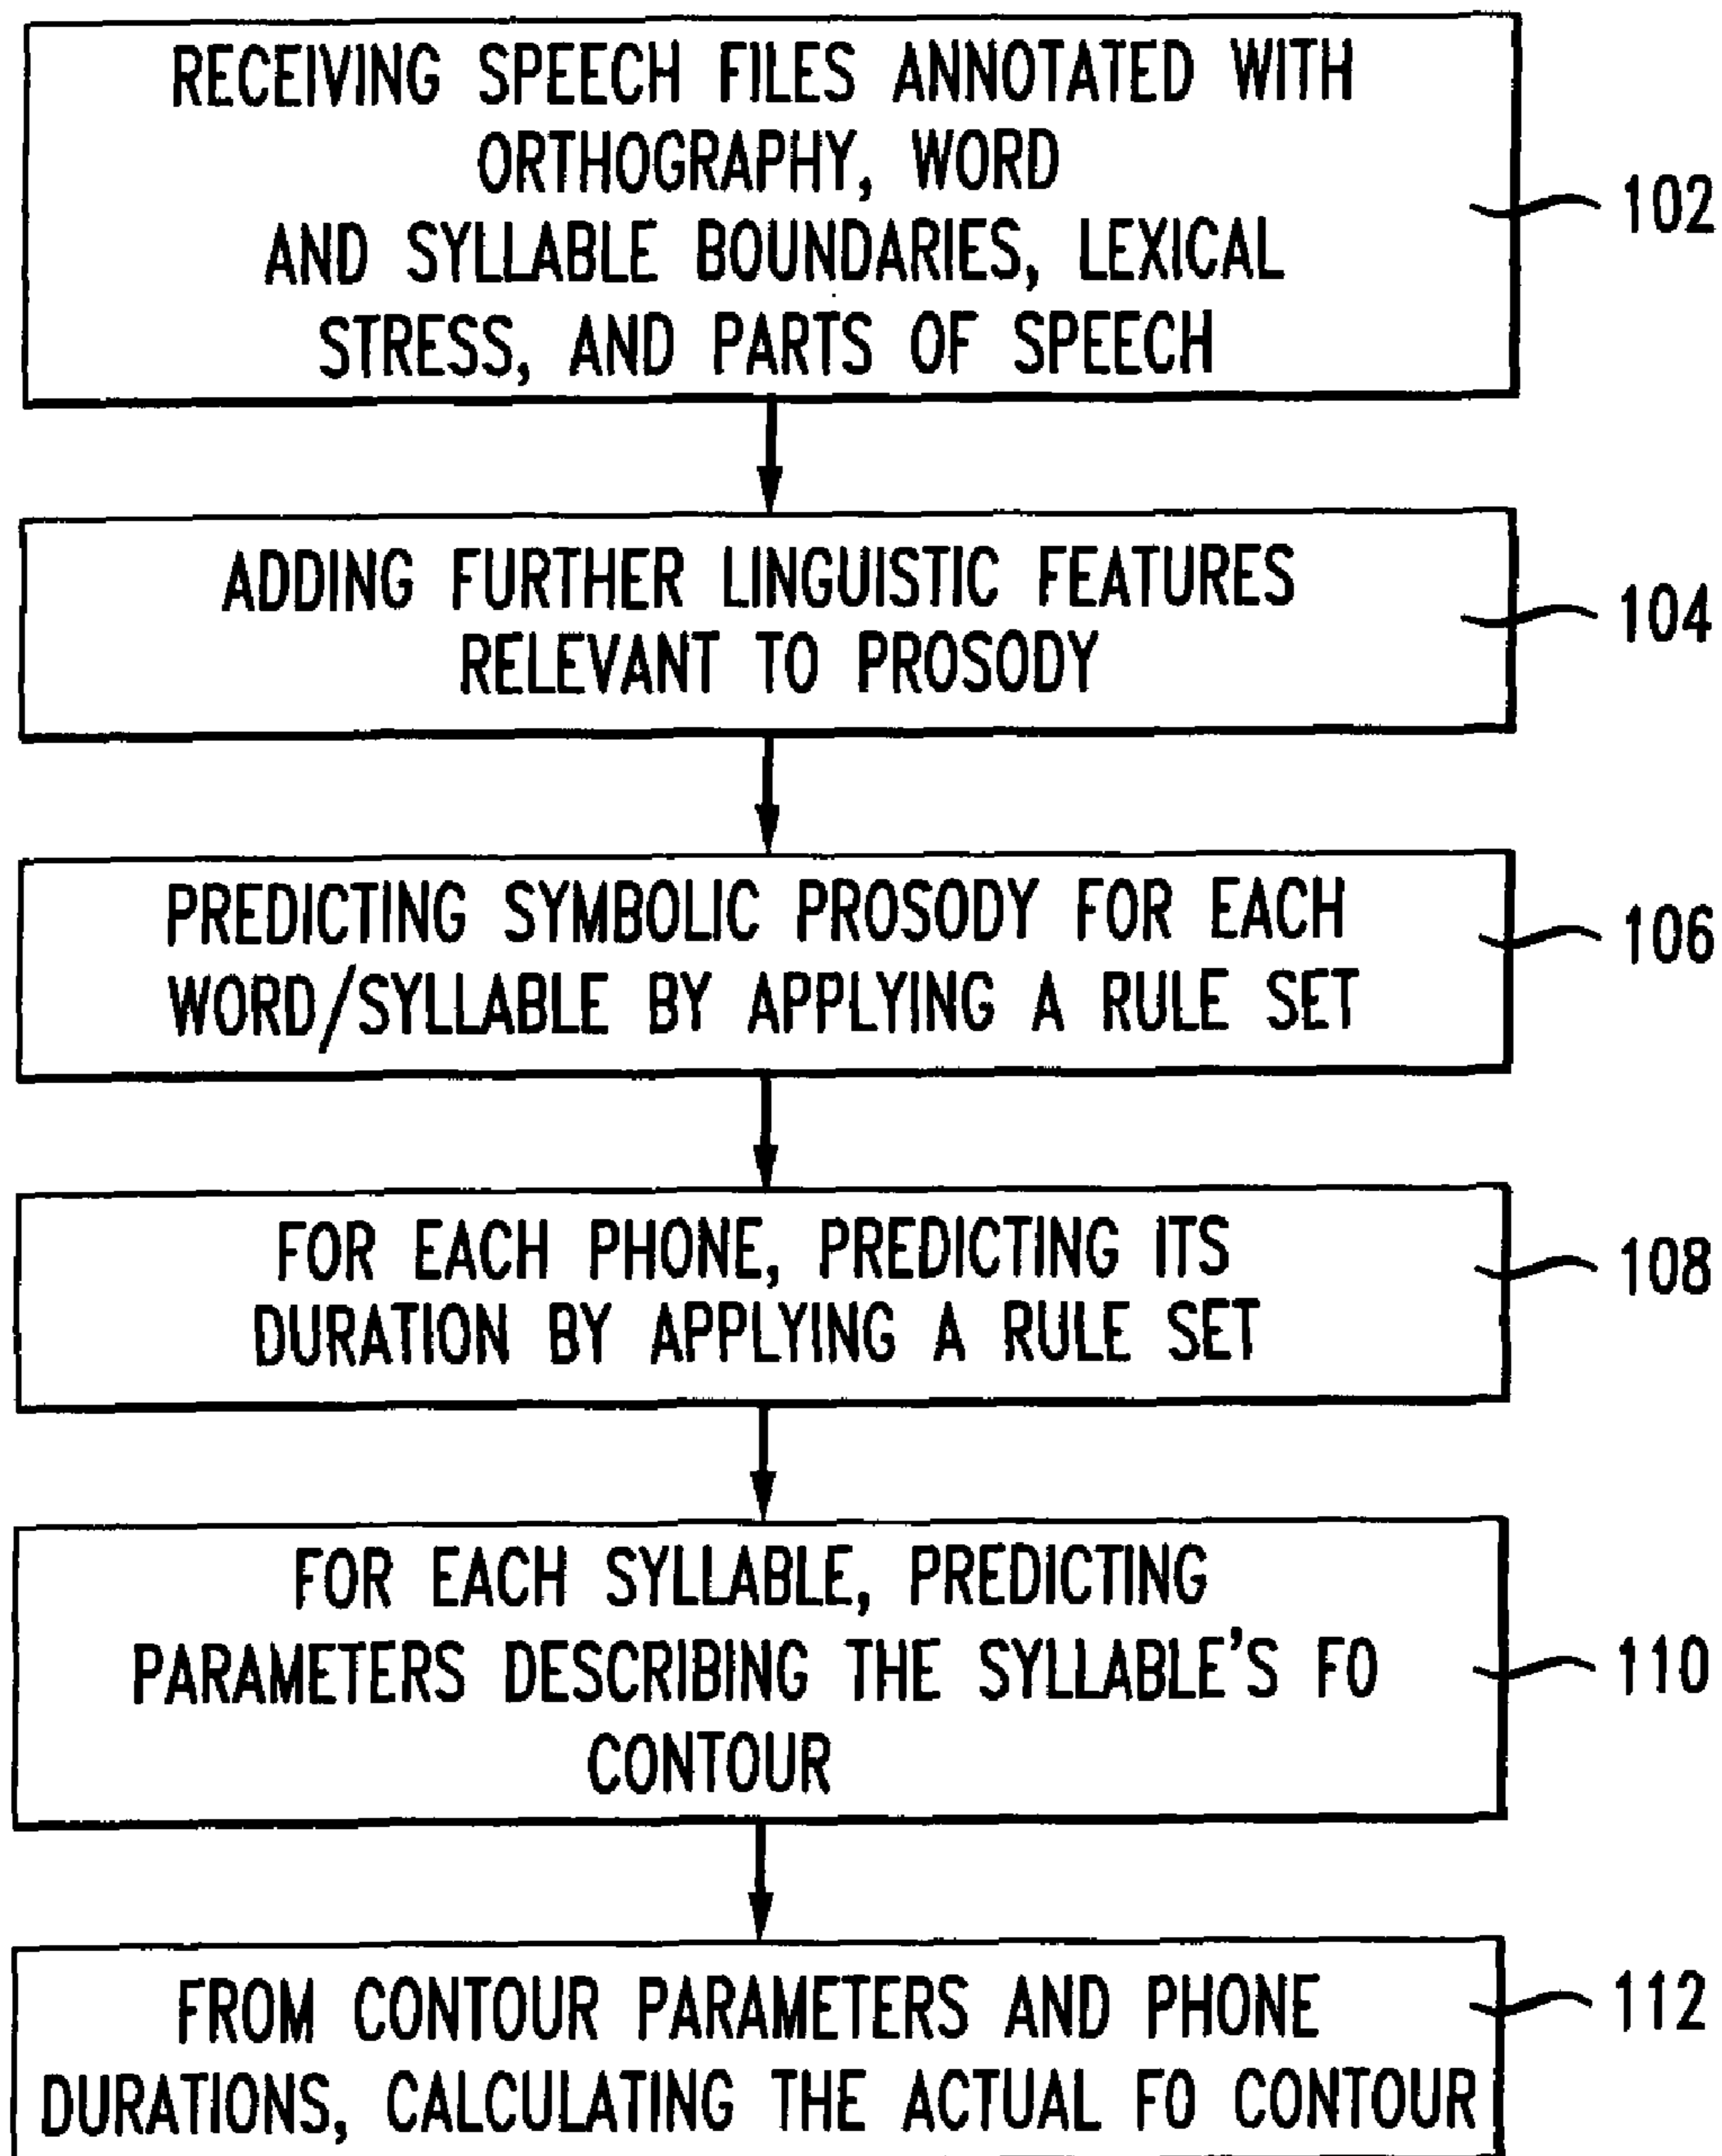 RECEIVING SPEECH FILES ANNOTATED WITH
ORTHOGRAPHY, WORD
AND SYLLABLE BOUNDARIES, LEXICAL
STRESS, AND PARTS OF SPEECH
102
ADDING FURTHER LINGUISTIC FEATURES
RELEVANT TO PROSODY
104
PREDICTING SYMBOLIC PROSODY FOR EACH
WORD/SYLLABLE BY APPLYING A RULE SET
106
FOR EACH PHONE, PREDICTING ITS
DURATION BY APPLYING A RULE SET
108
FOR EACH SYLLABLE, PREDICTING
PARAMETERS DESCRIBING THE SYLLABLE'S F0
CONTOUR
110
FROM CONTOUR PARAMETERS AND PHONE
DURATIONS, CALCULATING THE ACTUAL F0 CONTOUR
112